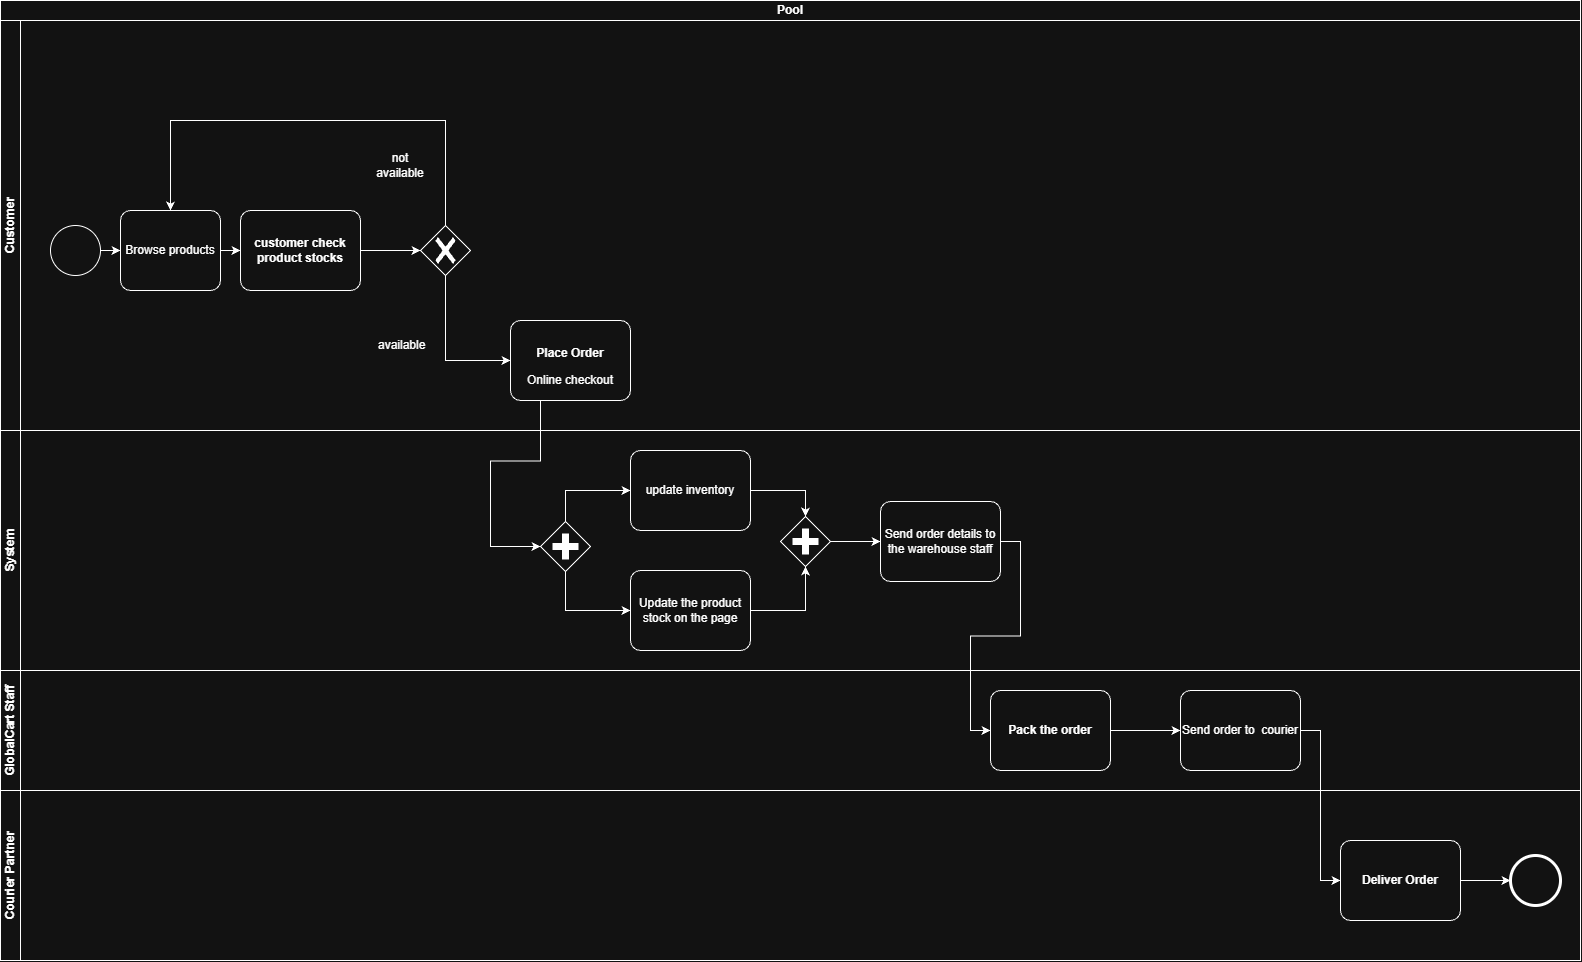 Pool
Customer
not
available
Browse products
customer check
product stocks
available
Place Order
Online checkout
System
update inventory
Send order details to
the warehouse staff
Update the product
stock on the page
GlobalCart Staff
Pack the order
Send order to  courier
Courier Partner
Deliver Order